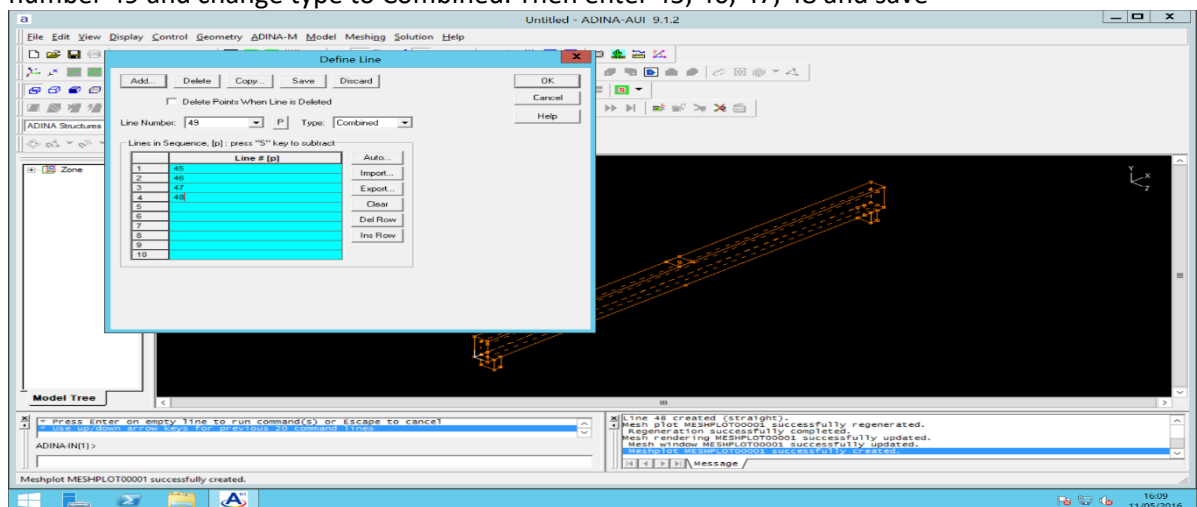 number 49 and change type to Combined. Then enter 45, 46, 47, 48 and save
a
Untitled - ADINA-AUI 9.1.2
File Edit View Display Control Geometry ADINA-M Model Meshing Solution Help
Define Line
Add... Delete Copy... Save Discard OK
Cancel
Delete Points When Line is Deleted
Help
ADINA Structures
Line Number: 49 P Type: Combined
Lines in Sequence, [p] : press "S" key to subtract
Line # [p] Auto...
Zone
1 45
Import...
2 46
3 47 Export...
4 48
5 Clear
6 Del Row
7
8 Ins Row
9
10
Y X
Z
Model Tree
* Press Enter on empty line to run command(s) or Escape to cancel
* Use up/down arrow keys for previous 20 command lines
ADINA-IN[1] >
Line 48 created (straight).
Mesh plot MESHPLOT00001 successfully regenerated.
Regeneration successfully completed.
Mesh rendering MESHPLOT00001 successfully updated.
Mesh window MESHPLOT00001 successfully updated.
Meshplot MESHPLOT00001 successfully created.
Message
Meshplot MESHPLOT00001 successfully created.
16:09
11/05/2016